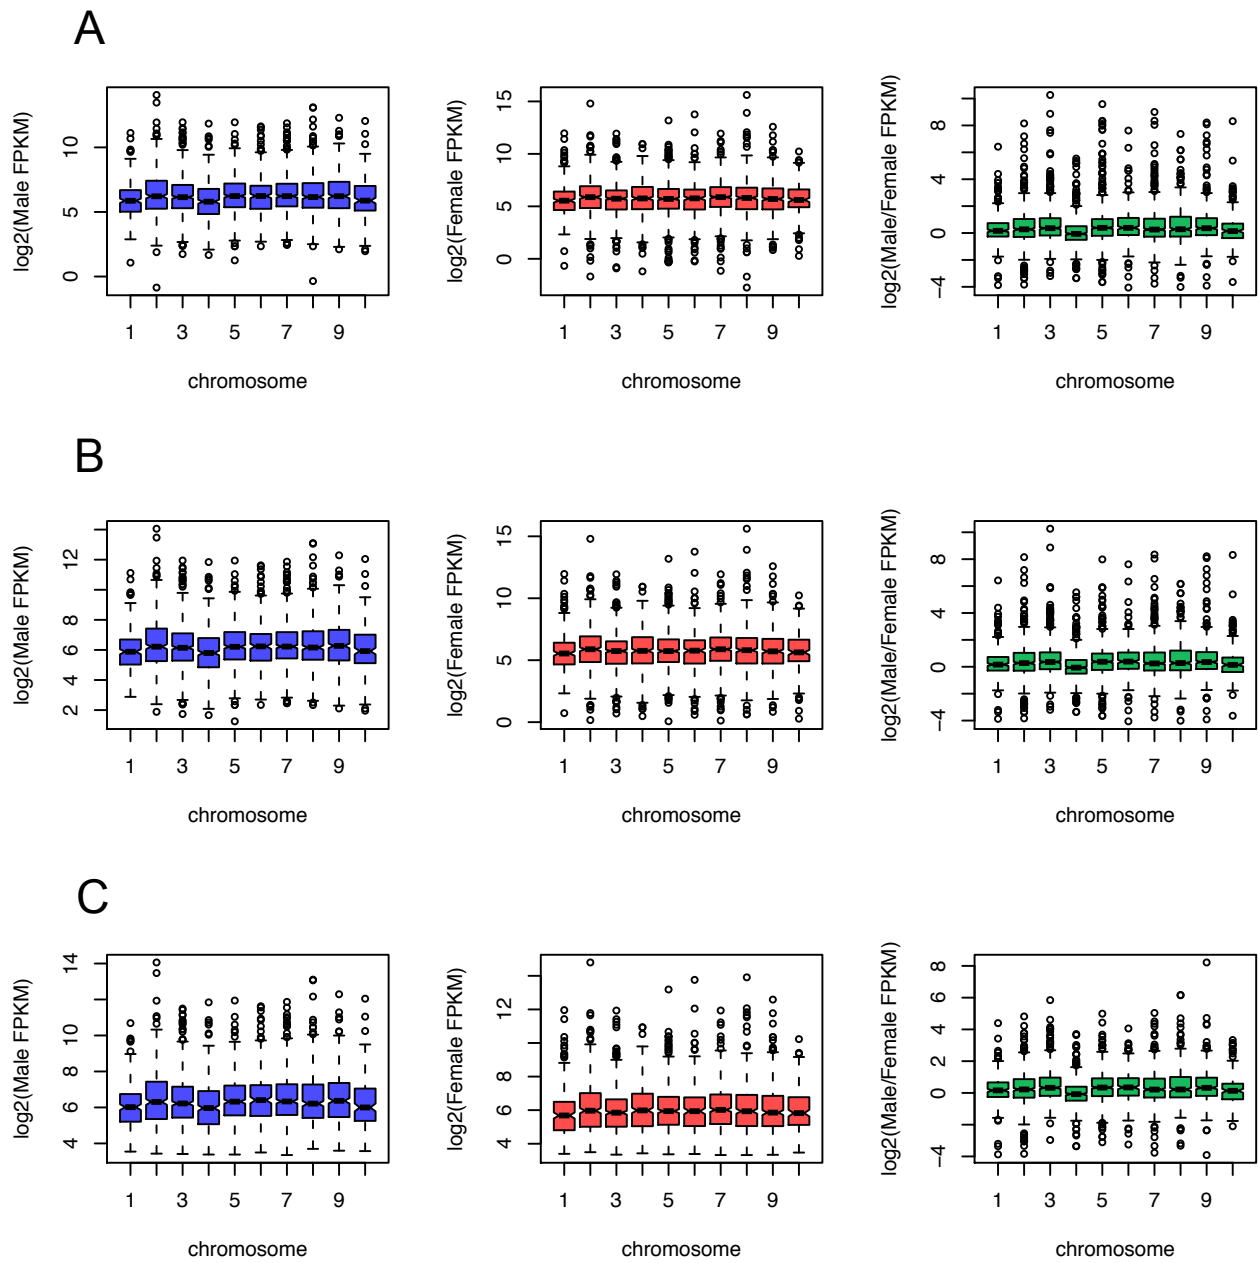 A
log2(Male FPKM)
0 5 10
1 3 5 7 9
chromosome
log2(Female FPKM)
0 5 10 15
1 3 5 7 9
chromosome
log2(Male/Female FPKM)
−4 0 4 8
1 3 5 7 9
chromosome
B
log2(Male FPKM)
2 4 6 8 12
1 3 5 7 9
chromosome
log2(Female FPKM)
0 5 10 15
1 3 5 7 9
chromosome
log2(Male/Female FPKM)
−4 0 4 8
1 3 5 7 9
chromosome
C
log2(Male FPKM)
4 6 8 10 14
1 3 5 7 9
chromosome
log2(Female FPKM)
4 6 8 12
1 3 5 7 9
chromosome
log2(Male/Female FPKM)
−4 0 2 4 6 8
1 3 5 7 9
chromosome